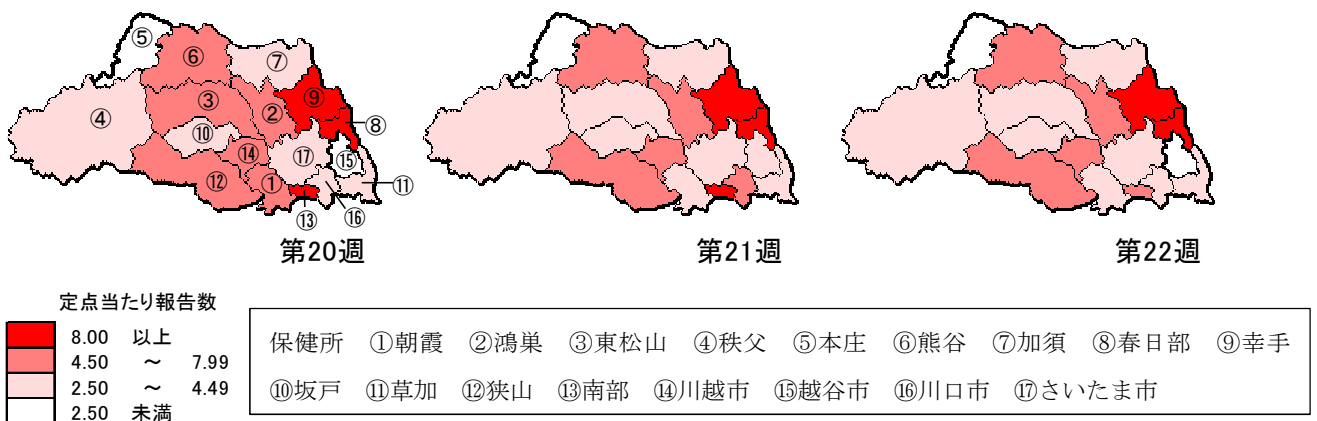 ⑤
⑥
⑦
④
③
②
⑨
⑧
⑩
⑭
⑰
⑮
⑫
①
⑪
⑬
⑯
第20週
第21週
第22週
定点当たり報告数
8.00 以上
4.50 ～ 7.99
2.50 ～ 4.49
2.50 未満
保健所 ①朝霞 ②鴻巣 ③東松山 ④秩父 ⑤本庄 ⑥熊谷 ⑦加須 ⑧春日部 ⑨幸手
⑩坂戸 ⑪草加 ⑫狭山 ⑬南部 ⑭川越市 ⑮越谷市 ⑯川口市 ⑰さいたま市